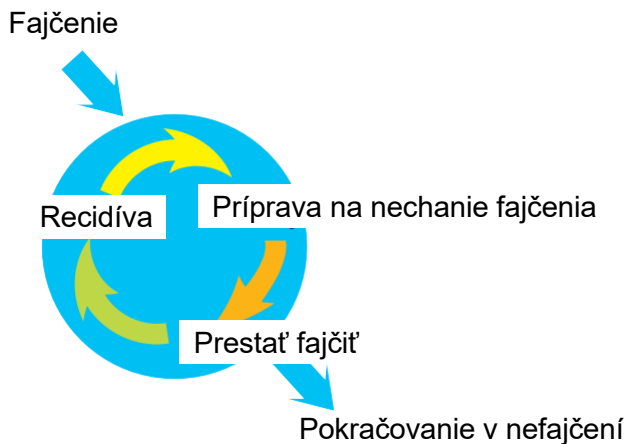 Fajčenie
Recidíva
Príprava na nechanie fajčenia
Prestať fajčiť
Pokračovanie v nefajčení